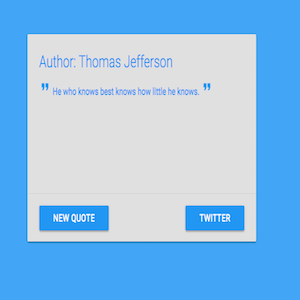 Author: Thomas Jefferson
” He who knows best knows how little he knows. ”
NEW QUOTE
TWITTER